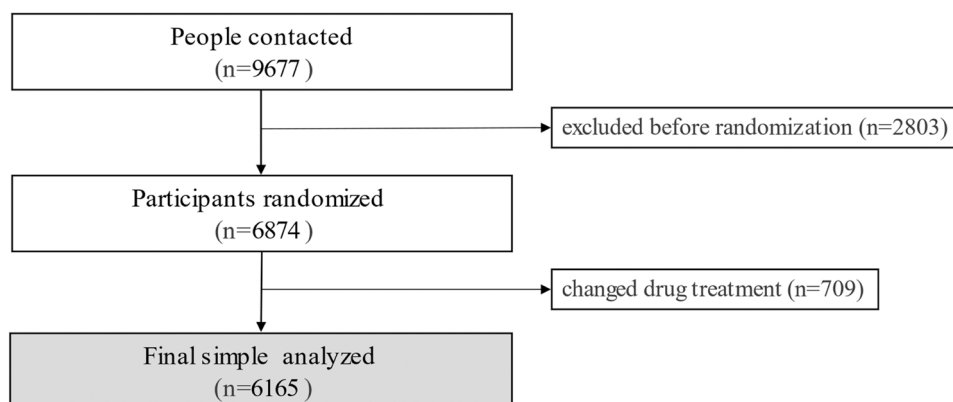 People contacted
(n=9677 )
excluded before randomization (n=2803)
Participants randomized
(n=6874 )
changed drug treatment (n=709)
Final simple analyzed
(n=6165 )